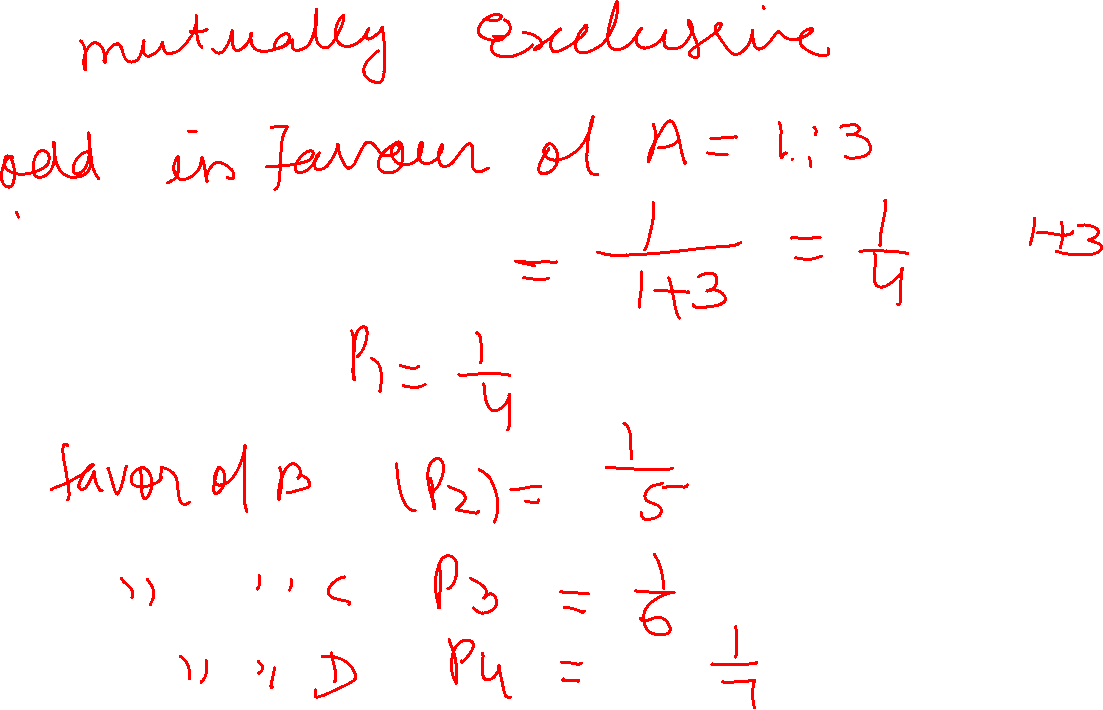 mutually Exclusive
odd in Favour of A = 1:3
= 1/1+3 = 1/4 1+3
P1 = 1/4
favor of B (P2) = 1/5
" " C P3 = 1/6
" " D P4 = 1/7